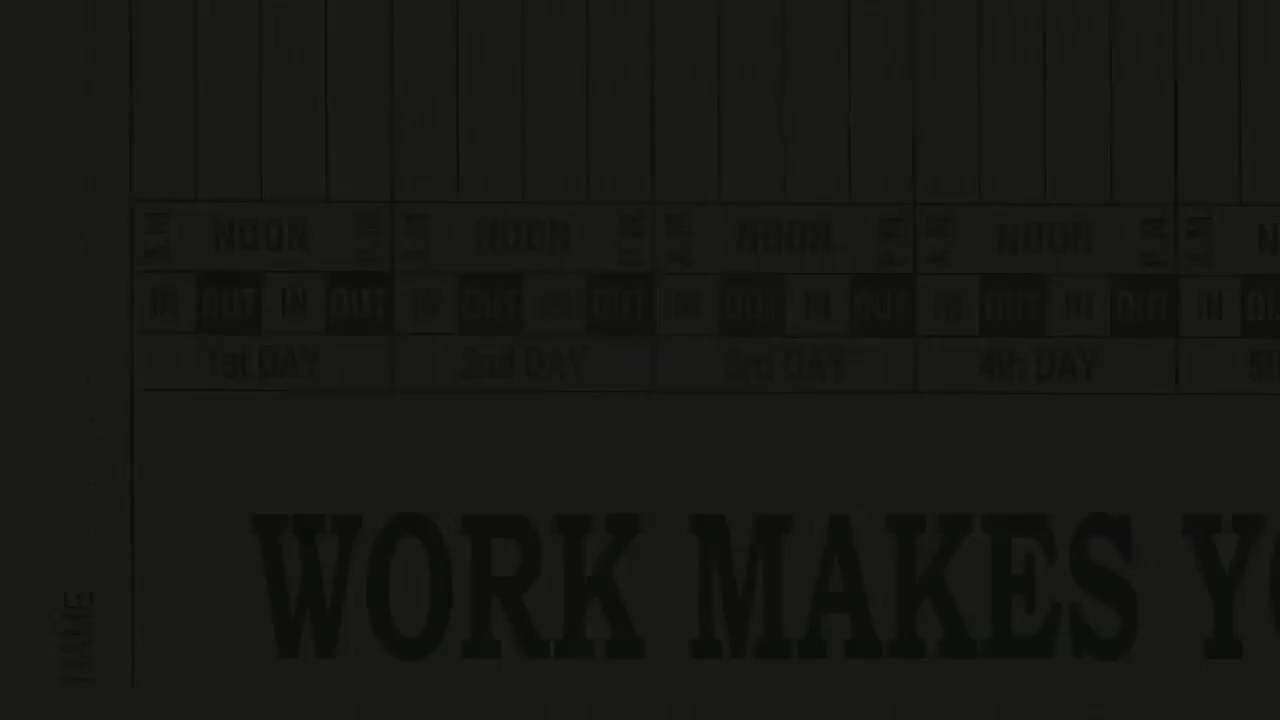 A.M NOON P.M A.M NOON P.M A.M NOON P.M A.M NOON P.M A.M
IN OUT IN OUT IN OUT IN OUT IN OUT IN OUT IN OUT IN OUT IN
1st DAY 2nd DAY 3rd DAY 4th DAY
WORK MAKES
NAME